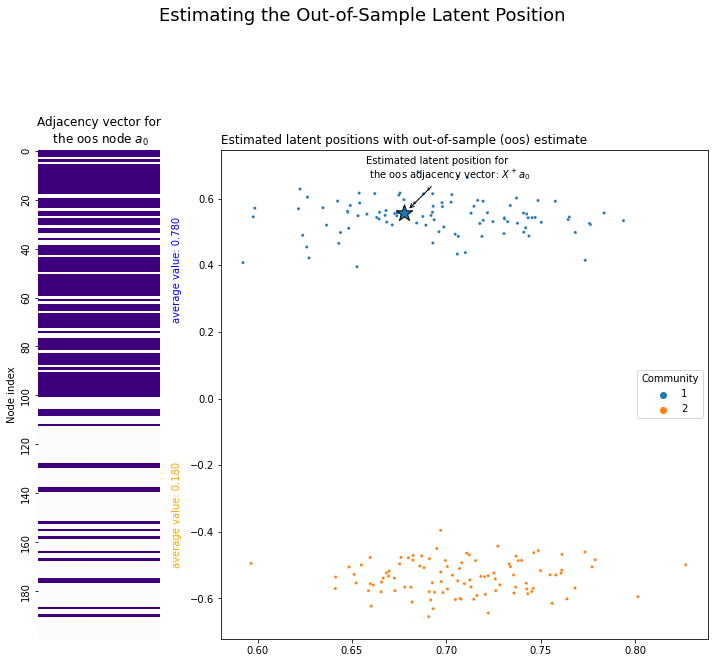 Estimating the Out-of-Sample Latent Position
Adjacency vector for
the oos node a₀
Node index
0
20
40
60
80
100
120
140
160
180
average value: 0.780
average value: 0.180
Estimated latent positions with out-of-sample (oos) estimate
Estimated latent position for
the oos adjacency vector: X⁺a₀
0.6
0.4
0.2
0.0
−0.2
−0.4
−0.6
0.60
0.65
0.70
0.75
0.80
Community
1
2